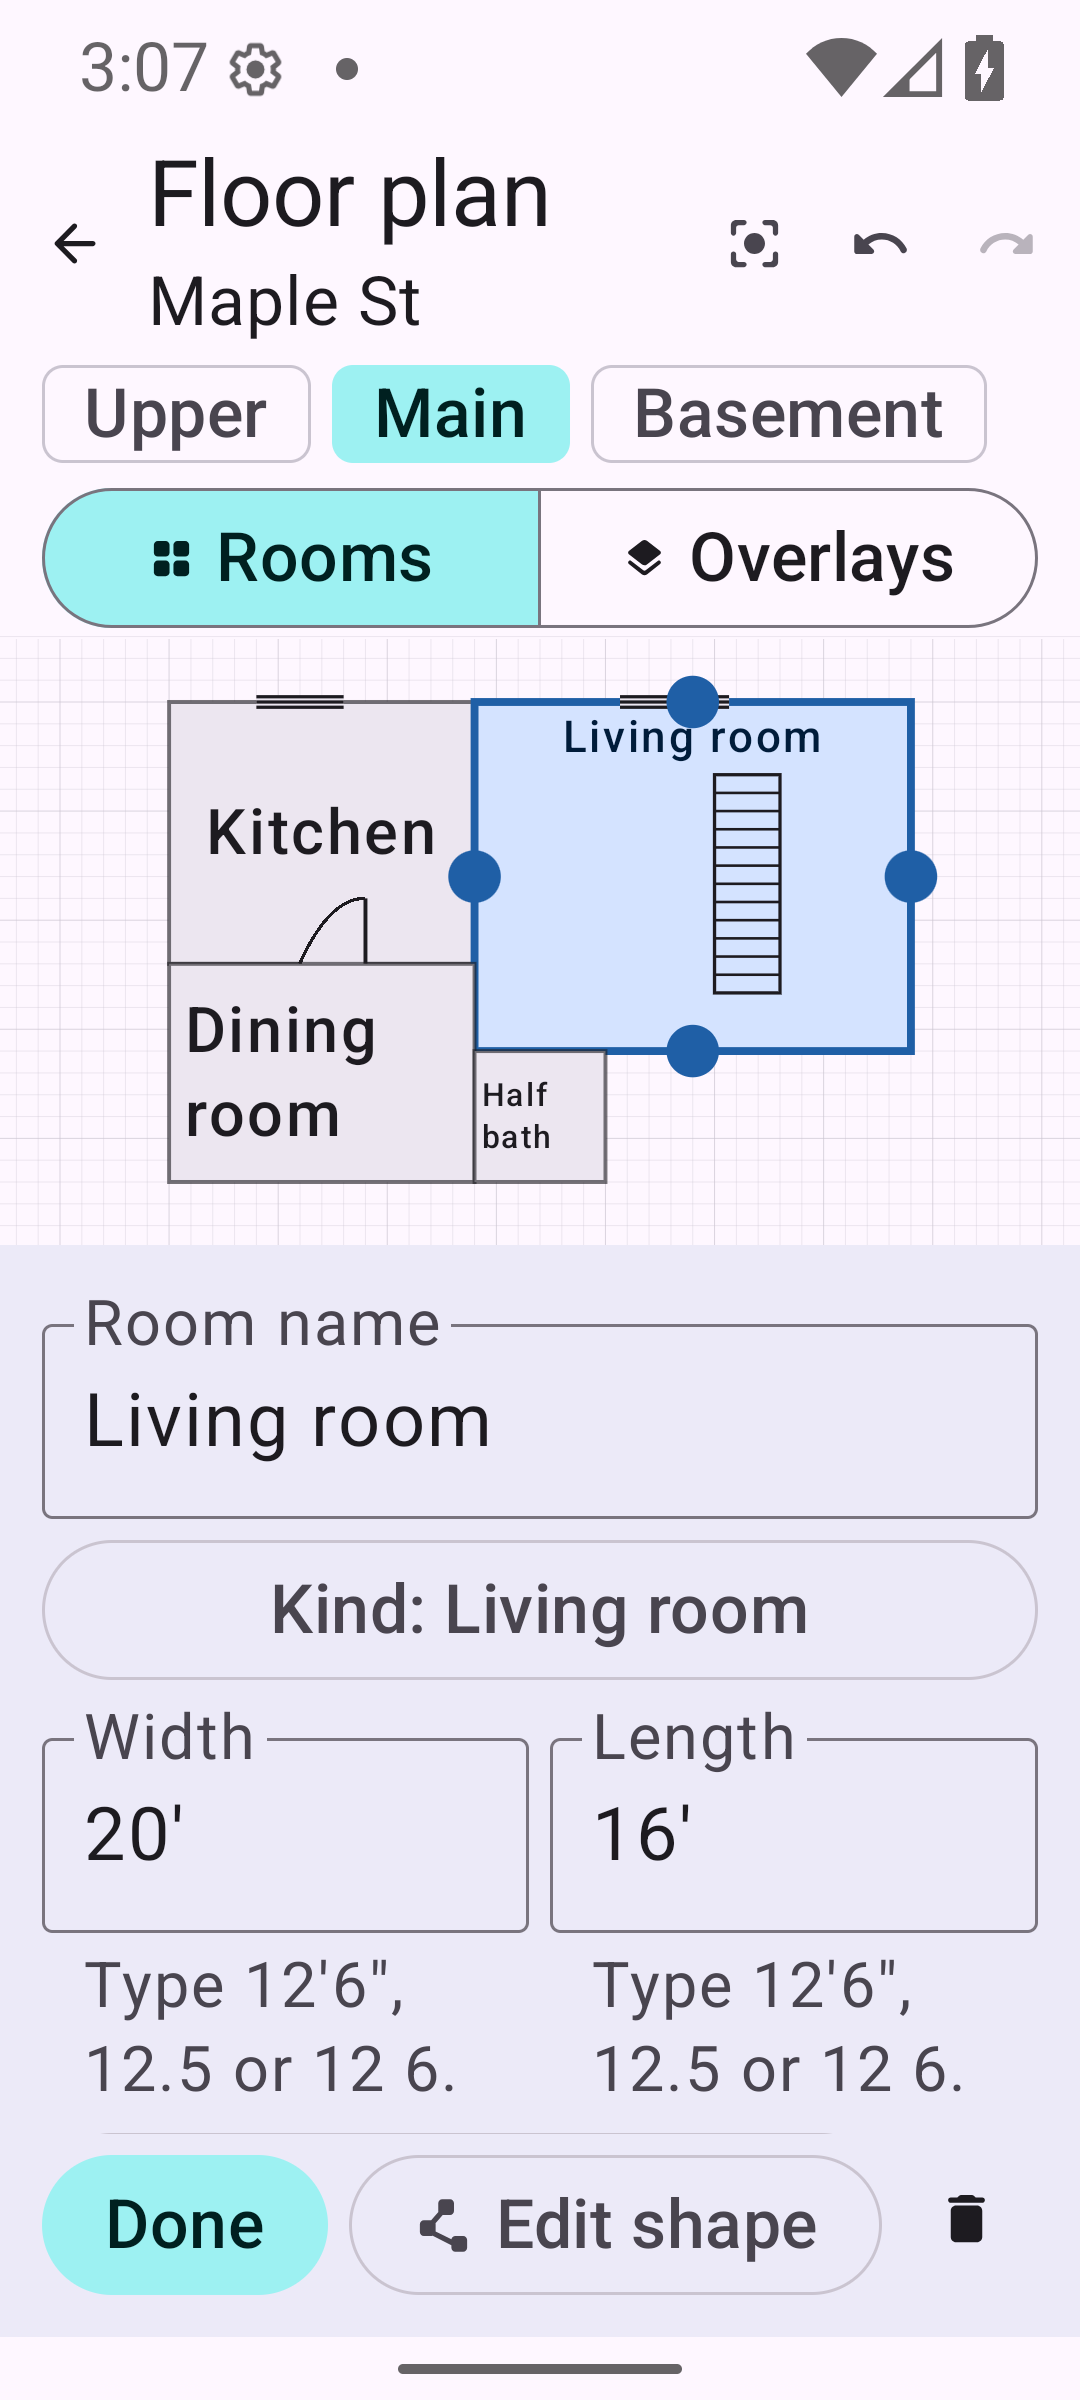 3:07
Floor plan
Maple St
Upper
Main
Basement
Rooms
Overlays
Living room
Kitchen
Dining
room
Half
bath
Room name
Living room
Kind: Living room
Width
Length
20'
16'
Type 12'6",
12.5 or 12 6.
Type 12'6",
12.5 or 12 6.
Done
Edit shape